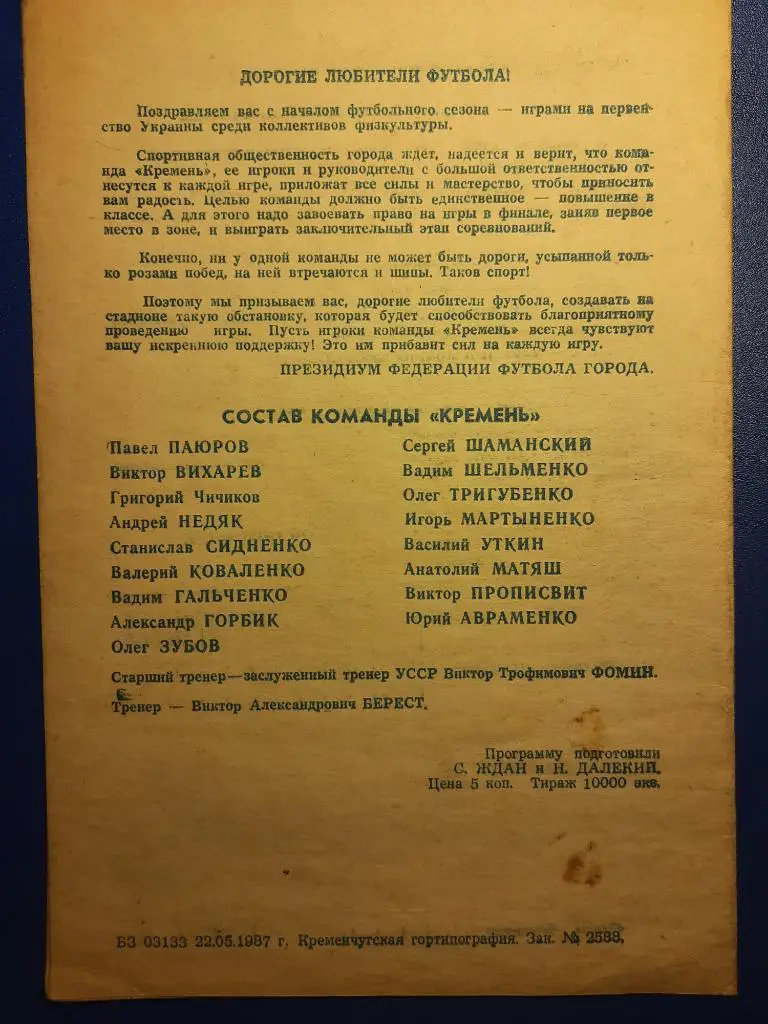 ДОРОГИЕ ЛЮБИТЕЛИ ФУТБОЛА!
Поздравляем вас с началом футбольного сезона — играми на первен-
ство Украины среди коллективов физкультуры.
Спортивная общественность города ждет, надеется и верит, что коман-
да «Кремень», ее игроки и руководители с большой ответственностью от-
несутся к каждой игре, приложат все силы и мастерство, чтобы приносить
вам радость. Целью команды должно быть единственное — повышение в
классе. А для этого надо завоевать право на игры в финале, заняв первое
место в зоне, и выиграть заключительный этап соревнований.
Конечно, ни у одной команды не может быть дороги, усыпанной толь-
ко розами побед, на ней втречаются и шипы. Таков спорт!
Поэтому мы призываем вас, дорогие любители футбола, создавать на
стадионе такую обстановку, которая будет способствовать благоприятному
проведению игры. Пусть игроки команды «Кремень» всегда чувствуют
вашу искреннюю поддержку! Это им прибавит сил на каждую игру.
ПРЕЗИДИУМ ФЕДЕРАЦИИ ФУТБОЛА ГОРОДА.
СОСТАВ КОМАНДЫ «КРЕМЕНЬ»
Павел ПАЮРОВ
Виктор ВИХАРЕВ
Григорий Чичиков
Андрей НЕДЯК
Станислав СИДНЕНКО
Валерий КОВАЛЕНКО
Вадим ГАЛЬЧЕНКО
Александр ГОРБИК
Олег ЗУБОВ
Сергей ШАМАНСКИЙ
Вадим ШЕЛЬМЕНКО
Олег ТРИГУБЕНКО
Игорь МАРТЫНЕНКО
Василий УТКИН
Анатолий МАТЯШ
Виктор ПРОПИСВИТ
Юрий АВРАМЕНКО
Старший тренер—заслуженный тренер УССР Виктор Трофимович ФОМИН.
Тренер — Виктор Александрович БЕРЕСТ.
Программу подготовили
С. ЖДАН и Н. ДАЛЕКИЙ.
Цена 5 коп. Тираж 10000 экз.
БЗ 03133 22.05.1987 г. Кременчугская гортипография. Зак. № 2588.